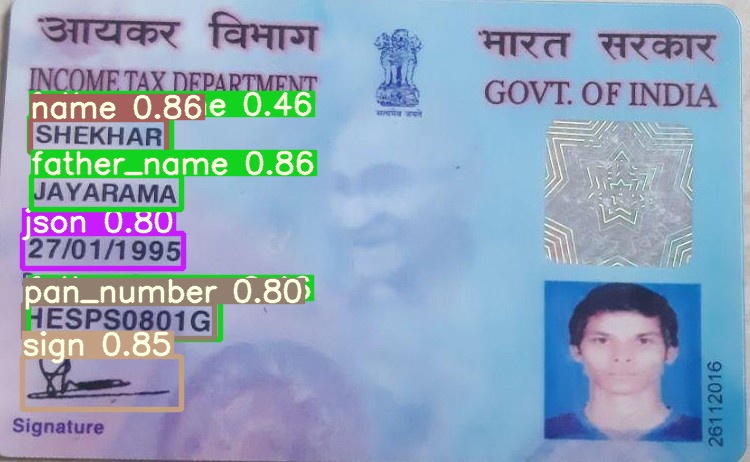 आयकर विभाग
भारत सरकार
INCOME TAX DEPARTMENT
GOVT. OF INDIA
सत्यमेव जयते
name 0.86
e 0.46
SHEKHAR
father_name 0.86
JAYARAMA
json 0.80
27/01/1995
pan_number 0.80
HESPS0801G
sign 0.85
Signature
26112016